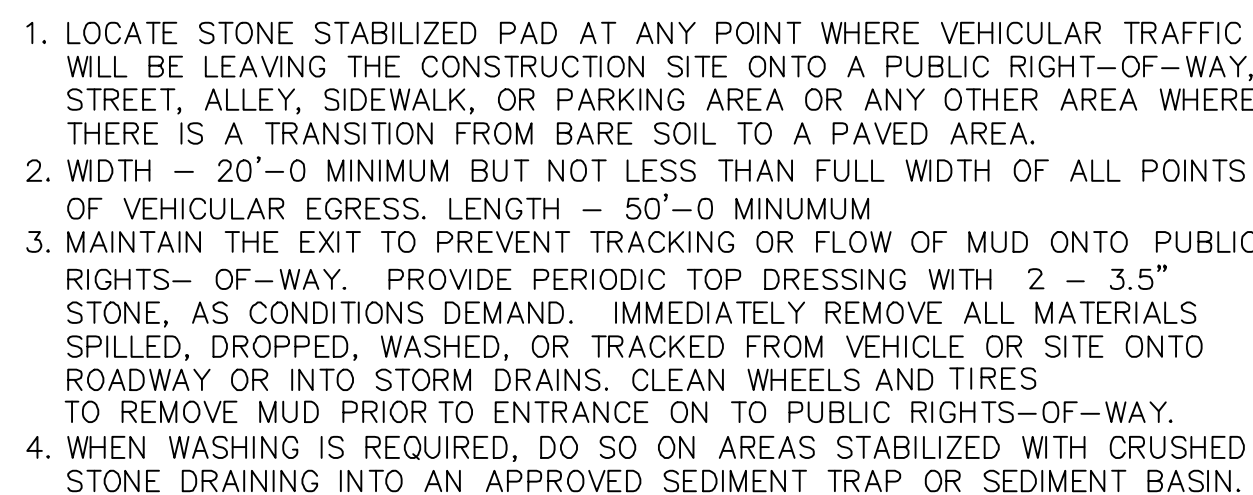 1. LOCATE STONE STABILIZED PAD AT ANY POINT WHERE VEHICULAR TRAFFIC
WILL BE LEAVING THE CONSTRUCTION SITE ONTO A PUBLIC RIGHT-OF-WAY,
STREET, ALLEY, SIDEWALK, OR PARKING AREA OR ANY OTHER AREA WHERE
THERE IS A TRANSITION FROM BARE SOIL TO A PAVED AREA.
2. WIDTH - 20'-0 MINIMUM BUT NOT LESS THAN FULL WIDTH OF ALL POINTS
OF VEHICULAR EGRESS. LENGTH - 50'-0 MINUMUM
3. MAINTAIN THE EXIT TO PREVENT TRACKING OR FLOW OF MUD ONTO PUBLIC
RIGHTS- OF-WAY. PROVIDE PERIODIC TOP DRESSING WITH 2 - 3.5"
STONE, AS CONDITIONS DEMAND. IMMEDIATELY REMOVE ALL MATERIALS
SPILLED, DROPPED, WASHED, OR TRACKED FROM VEHICLE OR SITE ONTO
ROADWAY OR INTO STORM DRAINS. CLEAN WHEELS AND TIRES
TO REMOVE MUD PRIOR TO ENTRANCE ON TO PUBLIC RIGHTS-OF-WAY.
4. WHEN WASHING IS REQUIRED, DO SO ON AREAS STABILIZED WITH CRUSHED
STONE DRAINING INTO AN APPROVED SEDIMENT TRAP OR SEDIMENT BASIN.